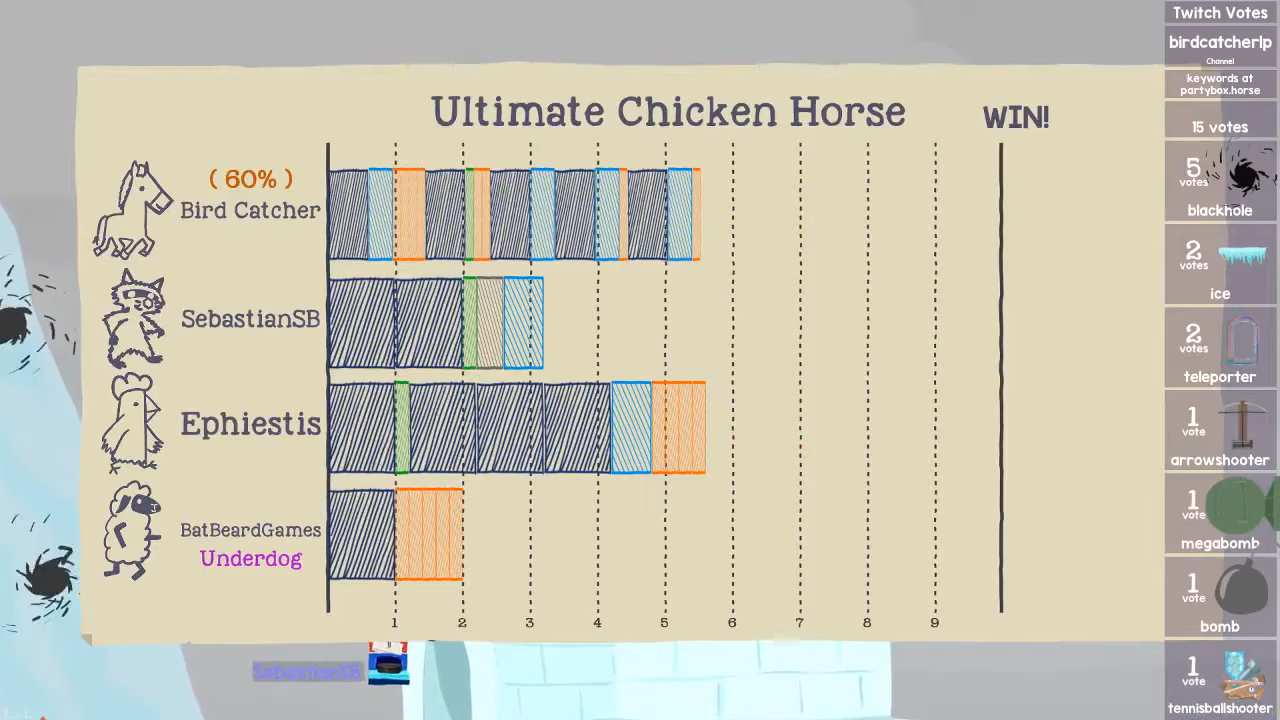 Ultimate Chicken Horse
WIN!
( 60% )
Bird Catcher
SebastianSB
Ephiestis
BatBeardGames
Underdog
1 2 3 4 5 6 7 8 9
SebastianSB
Twitch Votes
birdcatcherlp
Channel
keywords at
partybox.horse
15 votes
5
votes
blackhole
2
votes
ice
2
votes
teleporter
1
vote
arrowshooter
1
vote
megabomb
1
vote
bomb
1
vote
tennisballshooter